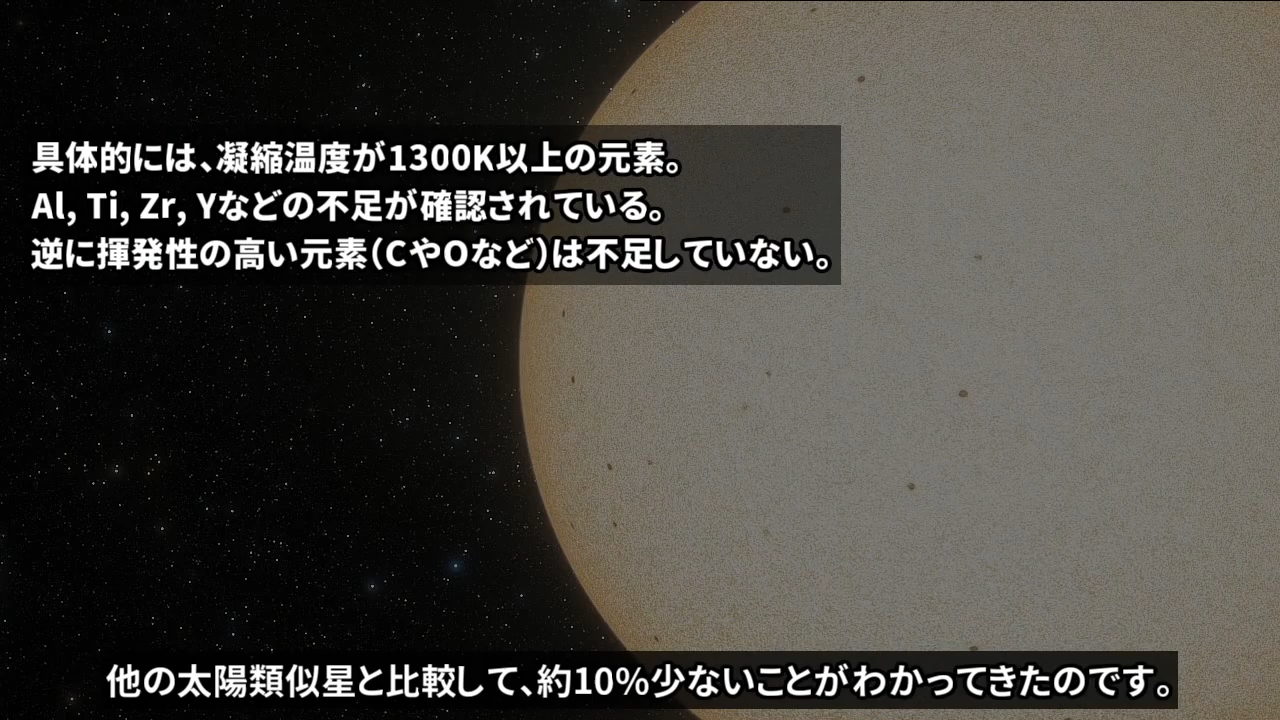 具体的には、凝縮温度が1300K以上の元素。
Al, Ti, Zr, Yなどの不足が確認されている。
逆に揮発性の高い元素（CやOなど）は不足していない。
他の太陽類似星と比較して、約10%少ないことがわかってきたのです。